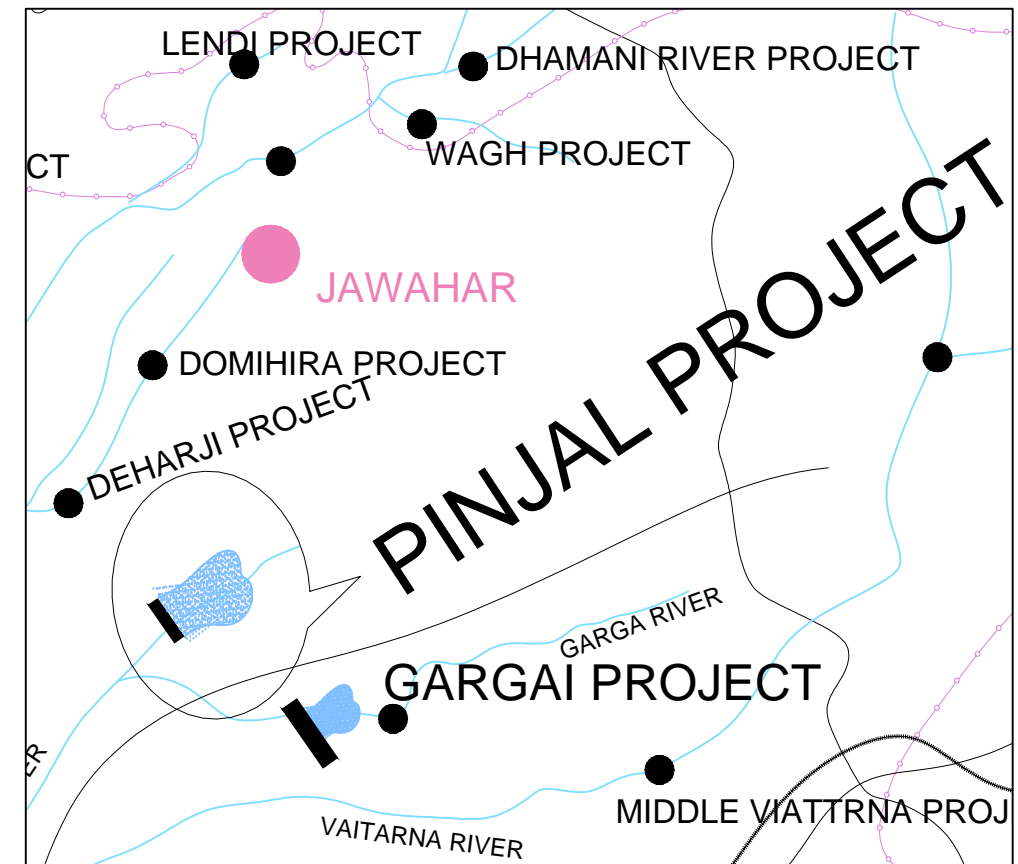 LENDI PROJECT
DHAMANI RIVER PROJECT
WAGH PROJECT
CT
JAWAHAR
PINJAL PROJECT
DOMIHIRA PROJECT
DEHARJI PROJECT
GARGA RIVER
GARGAI PROJECT
ER
MIDDLE VIATTRNA PROJ
VAITARNA RIVER